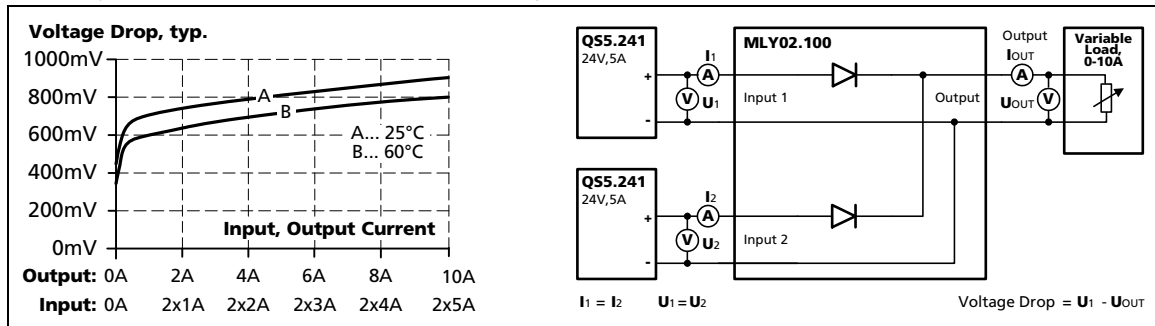 Voltage Drop, typ.
1000mV
800mV
600mV
400mV
200mV
0mV
A
B
A... 25°C
B... 60°C
Input, Output Current
Output: 0A 2A 4A 6A 8A 10A
Input: 0A 2x1A 2x2A 2x3A 2x4A 2x5A
QS5.241
24V,5A
+
-
I1
A
V U1
MLY02.100
Input 1
Output
Output
IOUT
A
UOUT V
Variable
Load,
0-10A
QS5.241
24V,5A
+
-
I2
A
V U2
Input 2
I1 = I2 U1=U2
Voltage Drop = U1 - UOUT